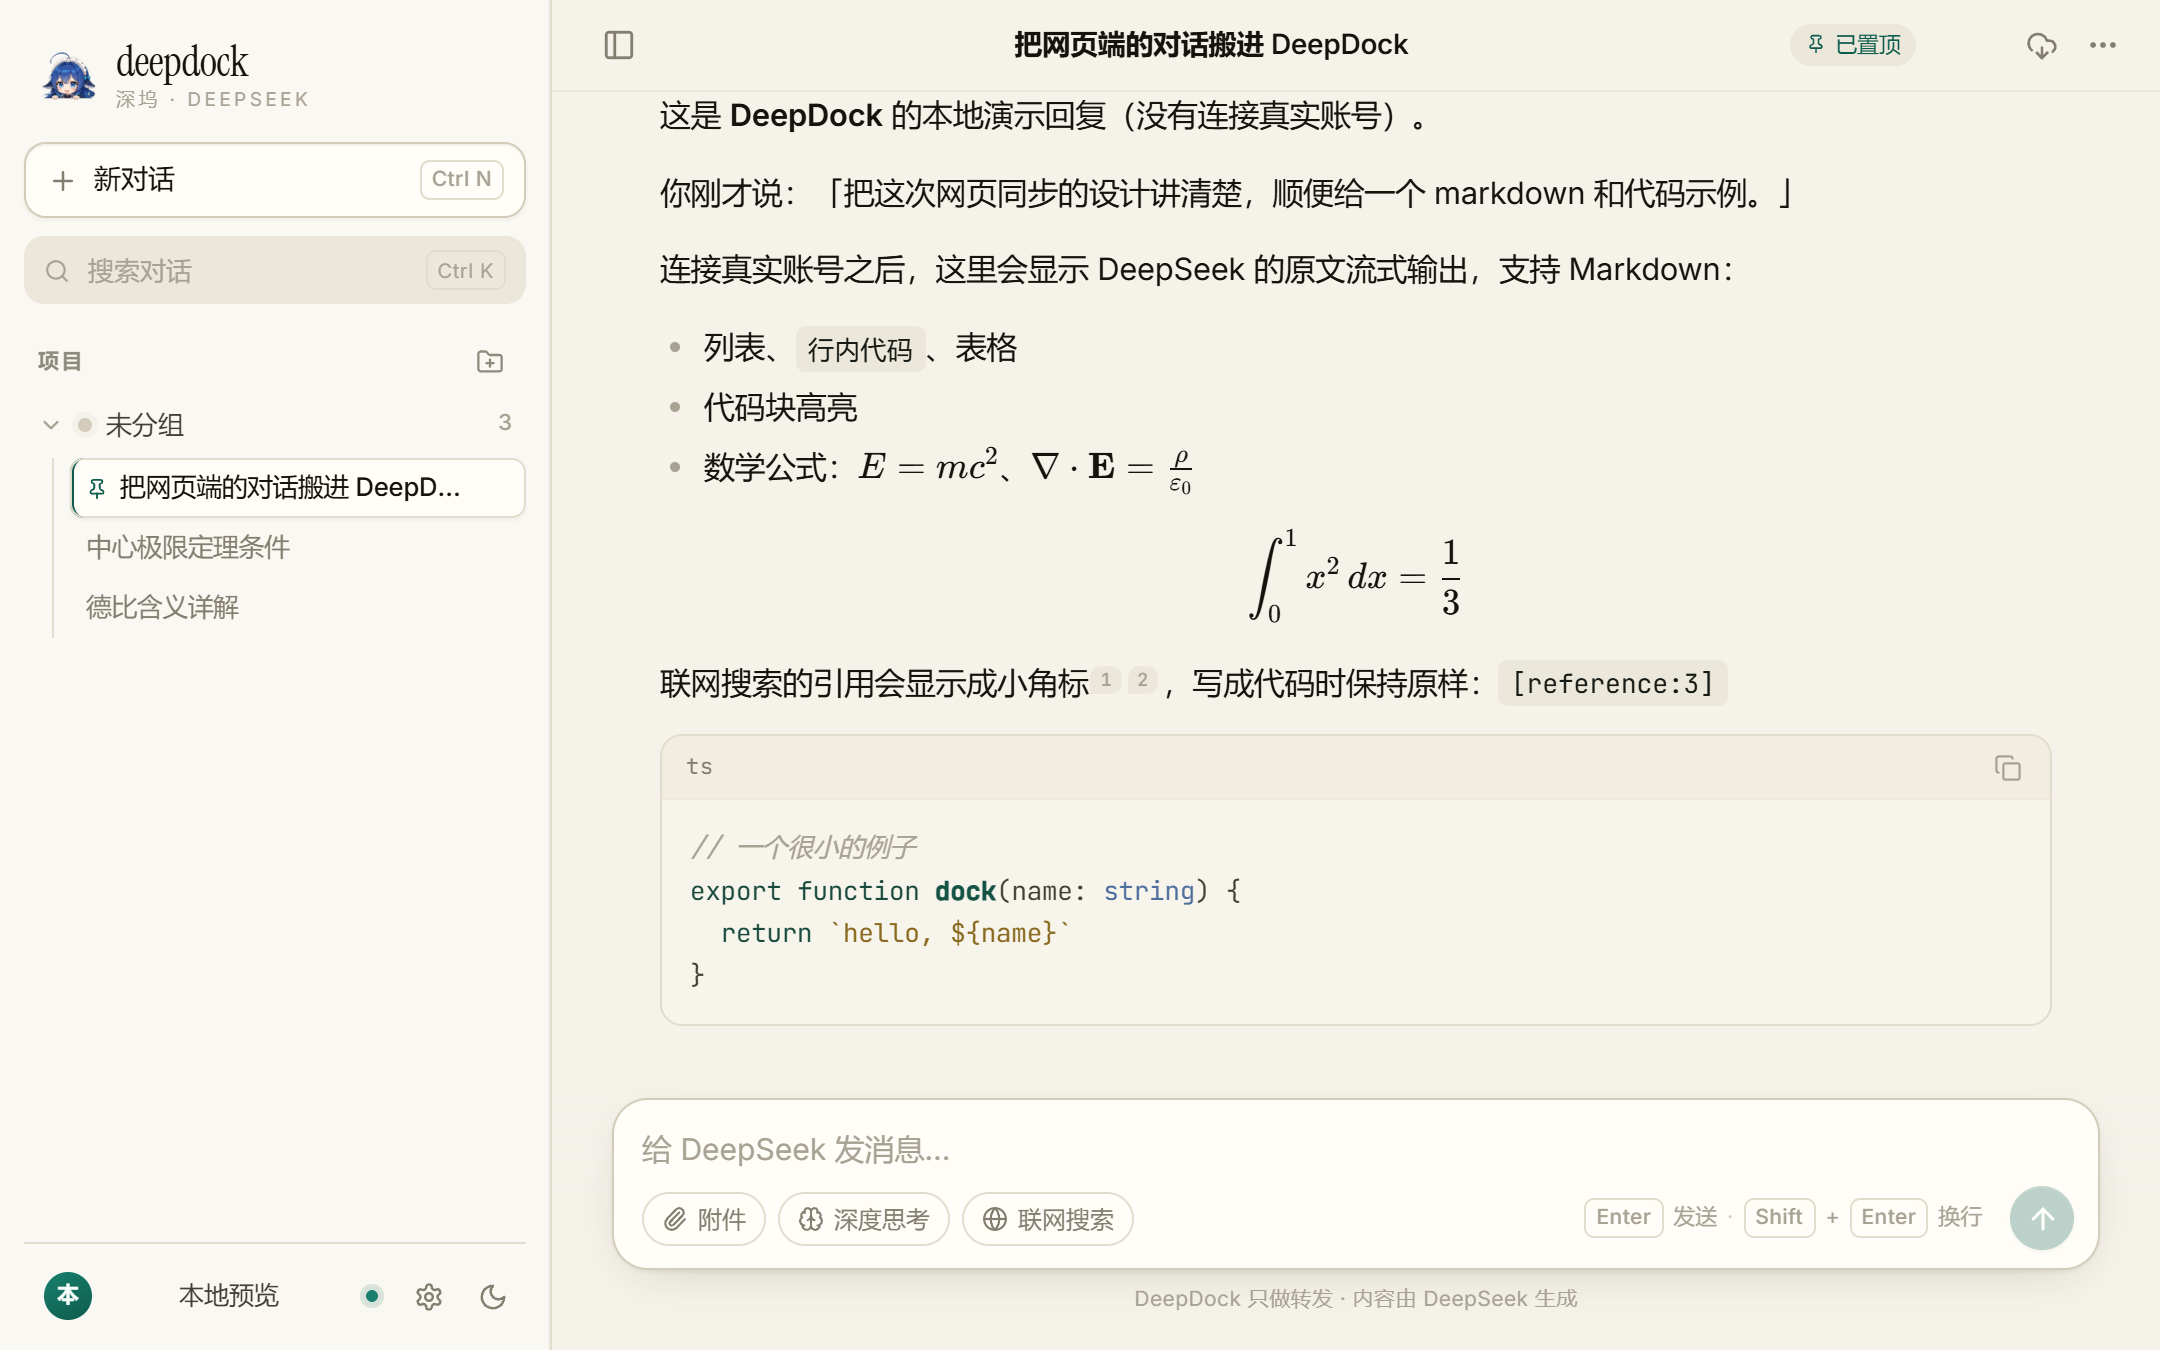 deepdock
深坞 · DEEPSEEK
新对话 Ctrl N
搜索对话 Ctrl K
项目
未分组 3
把网页端的对话搬进 DeepD...
中心极限定理条件
德比含义详解
本 本地预览
把网页端的对话搬进 DeepDock 已置顶
这是 DeepDock 的本地演示回复（没有连接真实账号）。
你刚才说：「把这次网页同步的设计讲清楚，顺便给一个 markdown 和代码示例。」
连接真实账号之后，这里会显示 DeepSeek 的原文流式输出，支持 Markdown：
• 列表、行内代码、表格
• 代码块高亮
• 数学公式：E = mc²、∇ · E = ρ/ε₀
∫₀¹ x² dx = 1/3
联网搜索的引用会显示成小角标 1 2 ，写成代码时保持原样：[reference:3]
ts
// 一个很小的例子
export function dock(name: string) {
  return `hello, ${name}`
}
给 DeepSeek 发消息...
附件 深度思考 联网搜索 Enter 发送 · Shift + Enter 换行
DeepDock 只做转发 · 内容由 DeepSeek 生成